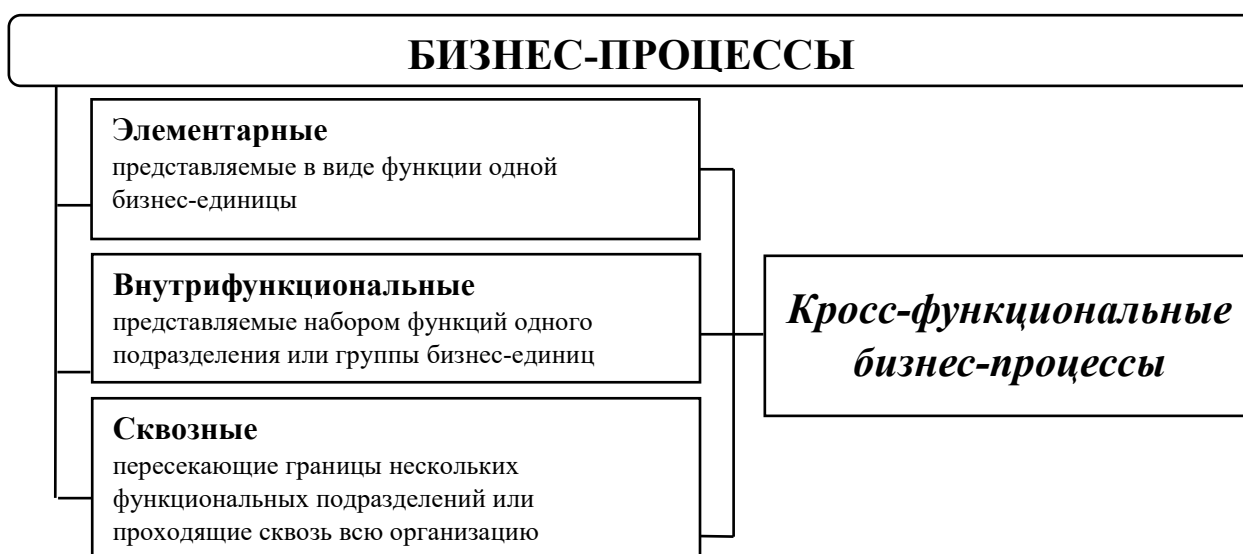 БИЗНЕС-ПРОЦЕССЫ
Элементарные
представляемые в виде функции одной
бизнес-единицы
Внутрифункциональные
представляемые набором функций одного
подразделения или группы бизнес-единиц
Сквозные
пересекающие границы нескольких
функциональных подразделений или
проходящие сквозь всю организацию
Кросс-функциональные
бизнес-процессы